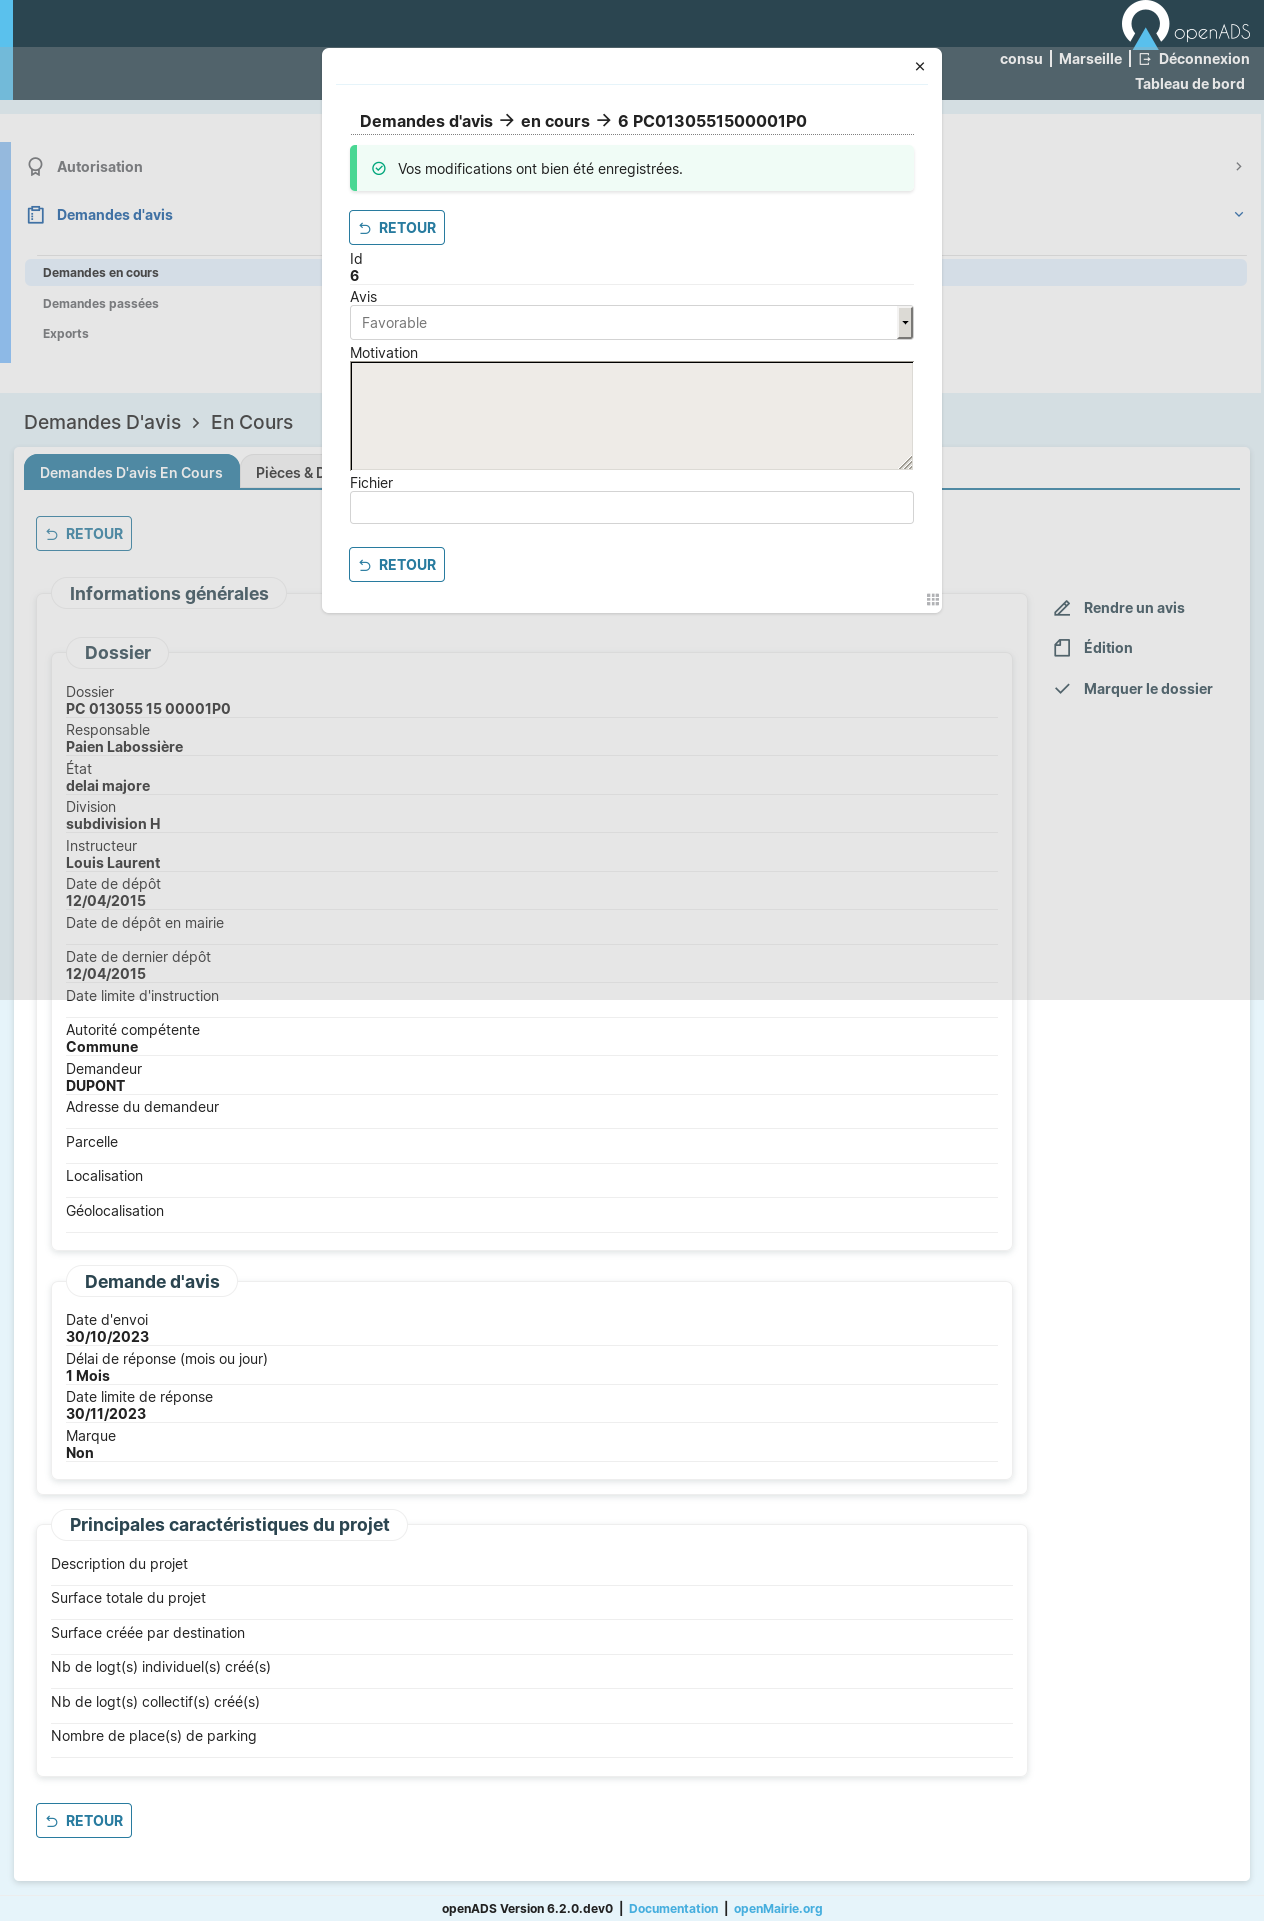 openADS
consu | Marseille | Déconnexion
Tableau de bord
Autorisation
Demandes d'avis
Demandes en cours
Demandes passées
Exports
Demandes D'avis > En Cours
Demandes D'avis En Cours
Pièces & D
RETOUR
× 
Demandes d'avis → en cours → 6 PC0130551500001P0
Vos modifications ont bien été enregistrées.
RETOUR
Id
6
Avis
Favorable
Motivation
Fichier
RETOUR
Informations générales
Rendre un avis
Édition
Marquer le dossier
Dossier
Dossier
PC 013055 15 00001P0
Responsable
Paien Labossière
État
delai majore
Division
subdivision H
Instructeur
Louis Laurent
Date de dépôt
12/04/2015
Date de dépôt en mairie
Date de dernier dépôt
12/04/2015
Date limite d'instruction
Autorité compétente
Commune
Demandeur
DUPONT
Adresse du demandeur
Parcelle
Localisation
Géolocalisation
Demande d'avis
Date d'envoi
30/10/2023
Délai de réponse (mois ou jour)
1 Mois
Date limite de réponse
30/11/2023
Marque
Non
Principales caractéristiques du projet
Description du projet
Surface totale du projet
Surface créée par destination
Nb de logt(s) individuel(s) créé(s)
Nb de logt(s) collectif(s) créé(s)
Nombre de place(s) de parking
RETOUR
openADS Version 6.2.0.dev0 | Documentation | openMairie.org